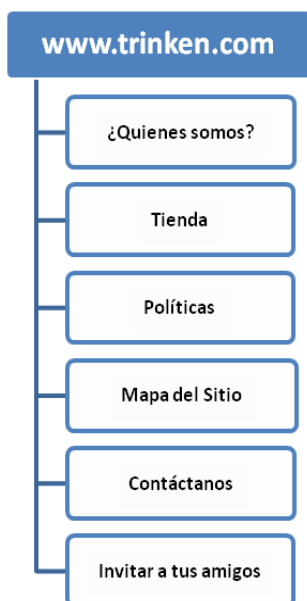 www.trinken.com
¿Quienes somos?
Tienda
Políticas
Mapa del Sitio
Contáctanos
Invitar a tus amigos